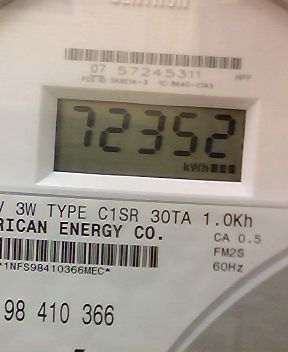 07 57245311
72352
kWh
V 3W TYPE C1SR 30TA 1.0Kh
RICAN ENERGY CO.
CA 0.5
FM2S
60Hz
*1NFS98410366MEC*
98 410 366